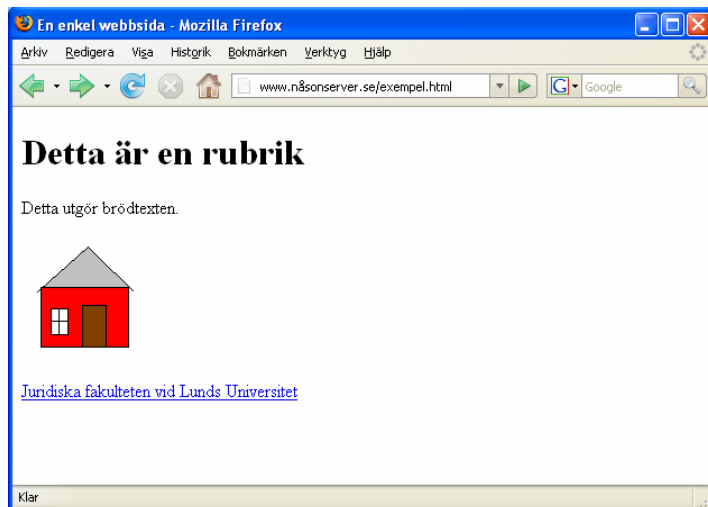 En enkel webbsida - Mozilla Firefox
Arkiv Redigera Visa Historik Bokmärken Verktyg Hjälp
www.nåsonserver.se/exempel.html G Google
Detta är en rubrik
Detta utgör brödtexten.
Juridiska fakulteten vid Lunds Universitet
Klar